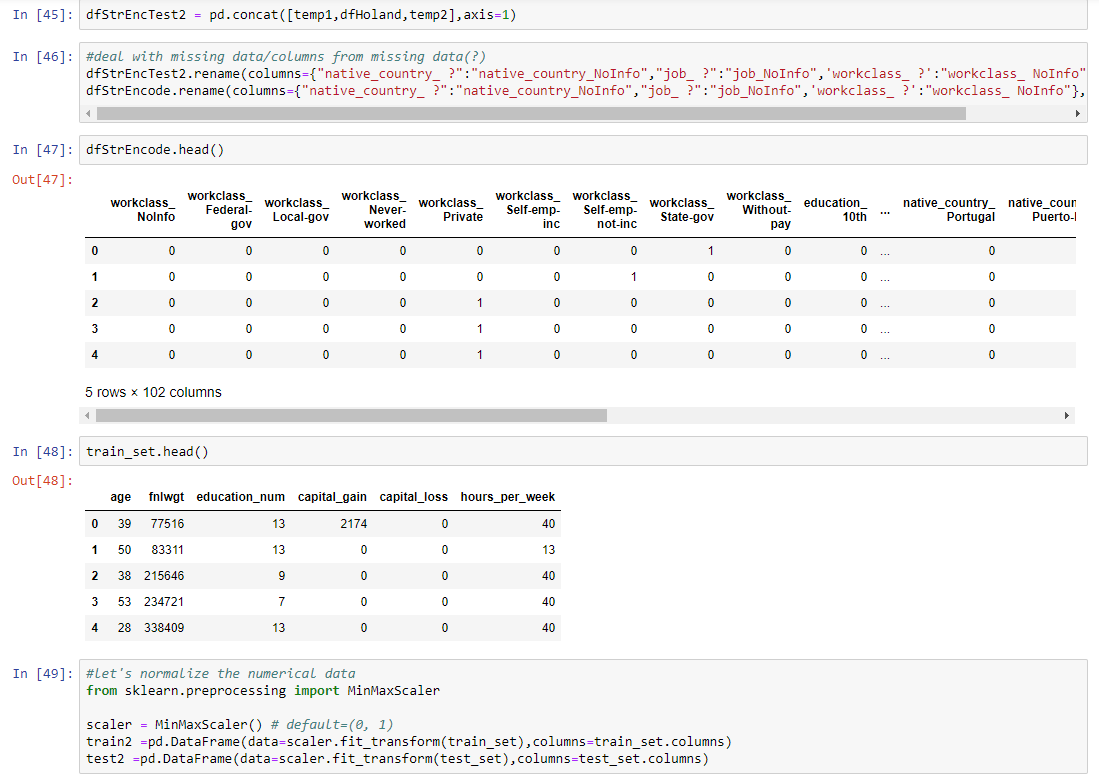 In [45]: dfStrEncTest2 = pd.concat([temp1,dfHoland,temp2],axis=1)
In [46]: #deal with missing data/columns from missing data(?)
dfStrEncTest2.rename(columns={"native_country_ ?":"native_country_NoInfo","job_ ?":"job_NoInfo",'workclass_ ?':"workclass_ NoInfo"
dfStrEncode.rename(columns={"native_country_ ?":"native_country_NoInfo","job_ ?":"job_NoInfo",'workclass_ ?':"workclass_ NoInfo"},
In [47]: dfStrEncode.head()
Out[47]:
workclass_ NoInfo workclass_ Federal-gov workclass_ Local-gov workclass_ Never-worked workclass_ Private workclass_ Self-emp-inc workclass_ Self-emp-not-inc workclass_ State-gov workclass_ Without-pay education_ 10th ... native_country_ Portugal native_coun Puerto-
0 0 0 0 0 0 0 0 1 0 0 ... 0
1 0 0 0 0 0 0 1 0 0 0 ... 0
2 0 0 0 0 1 0 0 0 0 0 ... 0
3 0 0 0 0 1 0 0 0 0 0 ... 0
4 0 0 0 0 1 0 0 0 0 0 ... 0
5 rows × 102 columns
In [48]: train_set.head()
Out[48]:
age fnlwgt education_num capital_gain capital_loss hours_per_week
0 39 77516 13 2174 0 40
1 50 83311 13 0 0 13
2 38 215646 9 0 0 40
3 53 234721 7 0 0 40
4 28 338409 13 0 0 40
In [49]: #let's normalize the numerical data
from sklearn.preprocessing import MinMaxScaler
scaler = MinMaxScaler() # default=(0, 1)
train2 =pd.DataFrame(data=scaler.fit_transform(train_set),columns=train_set.columns)
test2 =pd.DataFrame(data=scaler.fit_transform(test_set),columns=test_set.columns)